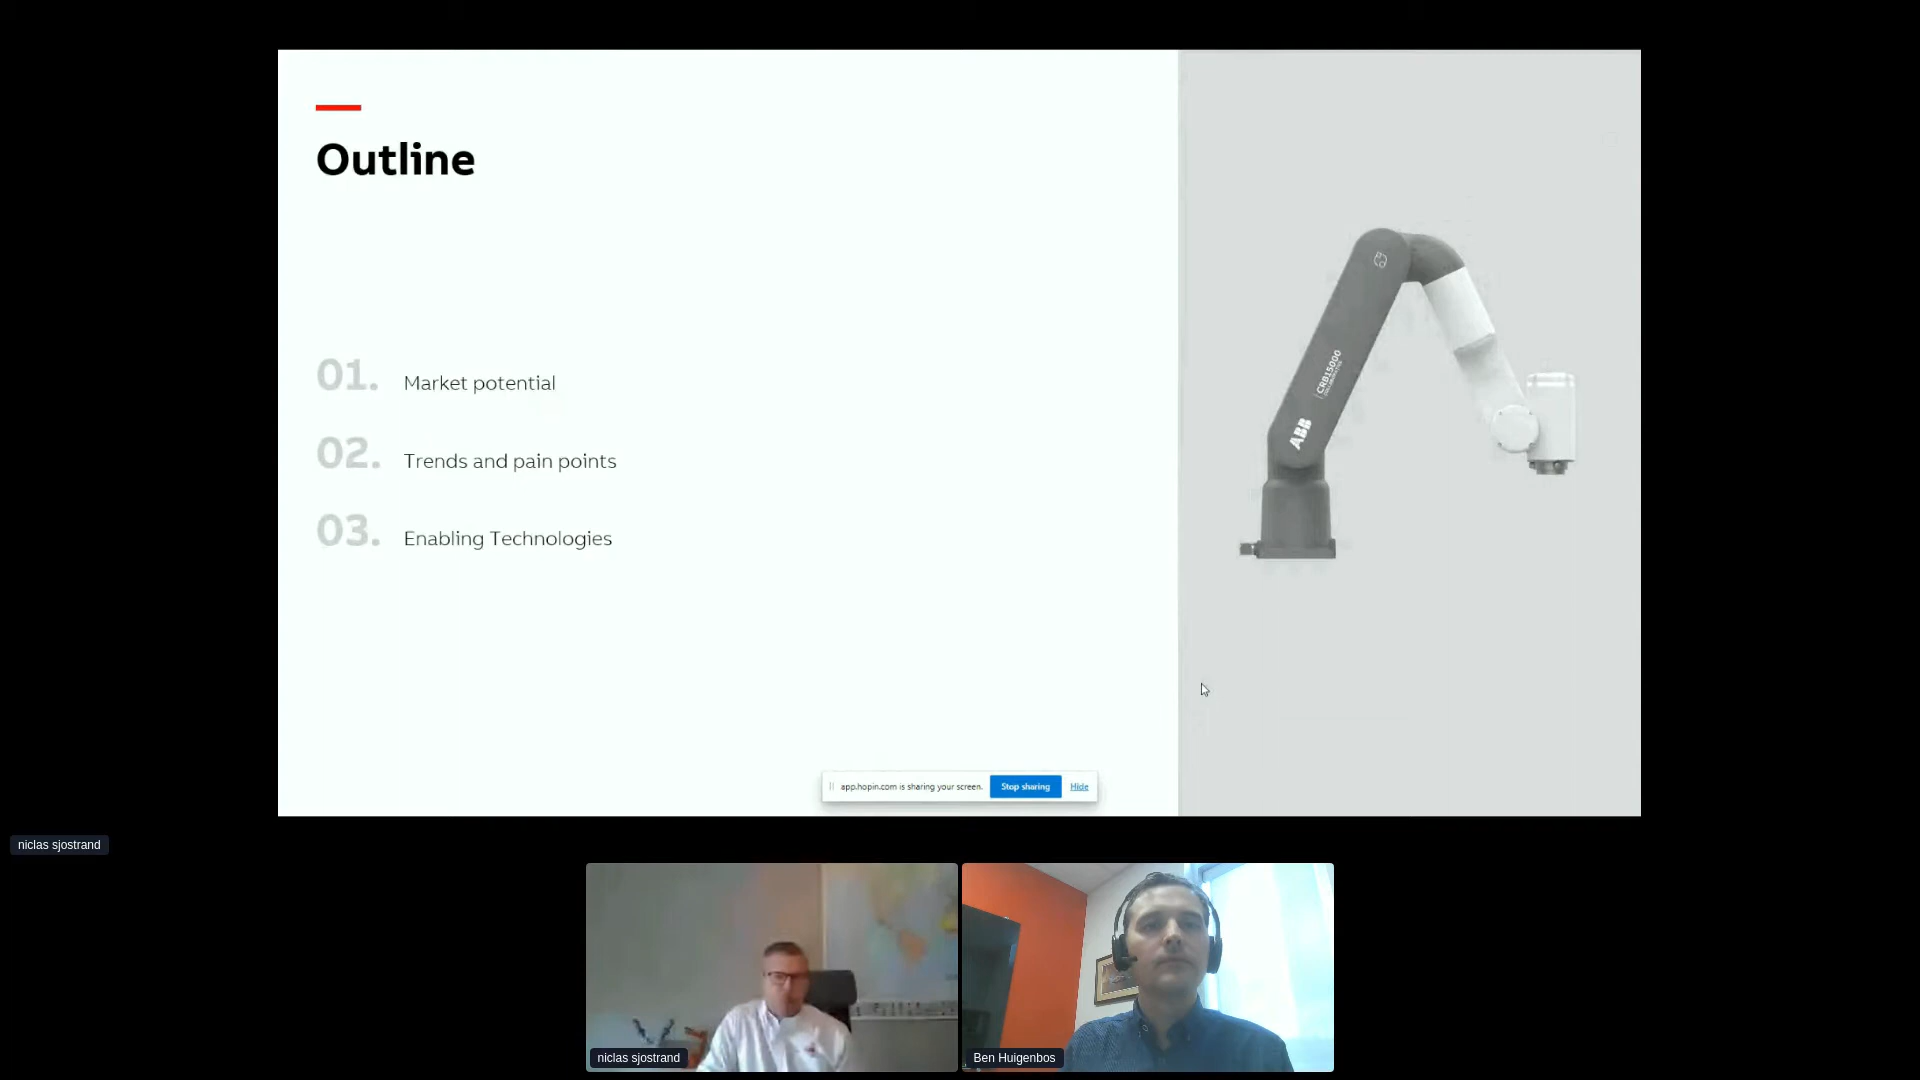 Outline
01. Market potential
02. Trends and pain points
03. Enabling Technologies
CRB15000
ABB
app.hopin.com is sharing your screen. Stop sharing Hide
niclas sjostrand
niclas sjostrand
Ben Huigenbos